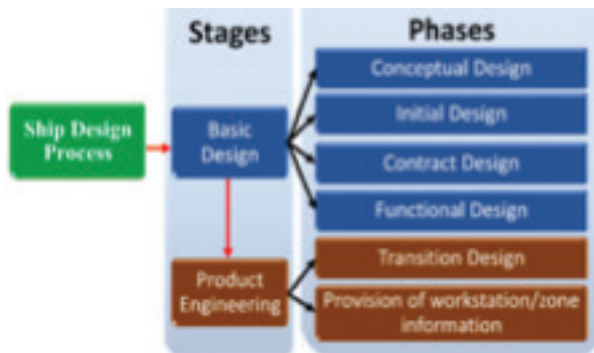 Stages
Phases
Ship Design
Process
Basic
Design
Conceptual Design
Initial Design
Contract Design
Functional Design
Product
Engineering
Transition Design
Provision of workstation/zone
information